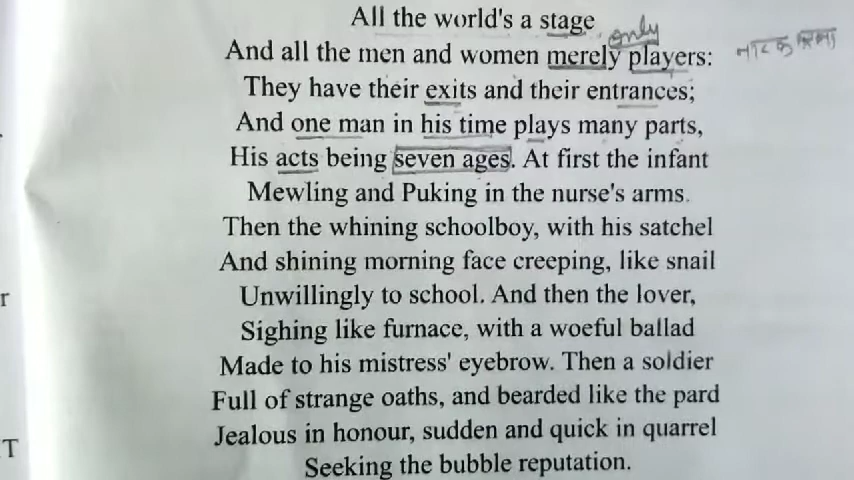 All the world's a stage
only
And all the men and women merely players:
They have their exits and their entrances;
And one man in his time plays many parts,
His acts being seven ages. At first the infant
Mewling and Puking in the nurse's arms.
Then the whining schoolboy, with his satchel
And shining morning face creeping, like snail
r
Unwillingly to school. And then the lover,
Sighing like furnace, with a woeful ballad
Made to his mistress' eyebrow. Then a soldier
Full of strange oaths, and bearded like the pard
Jealous in honour, sudden and quick in quarrel
T
Seeking the bubble reputation.